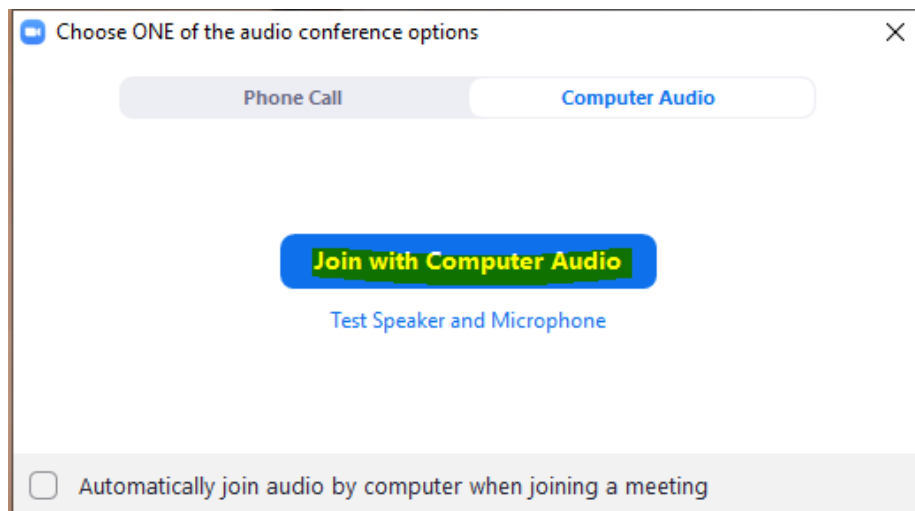 Choose ONE of the audio conference options
Phone Call
Computer Audio
Join with Computer Audio
Test Speaker and Microphone
Automatically join audio by computer when joining a meeting